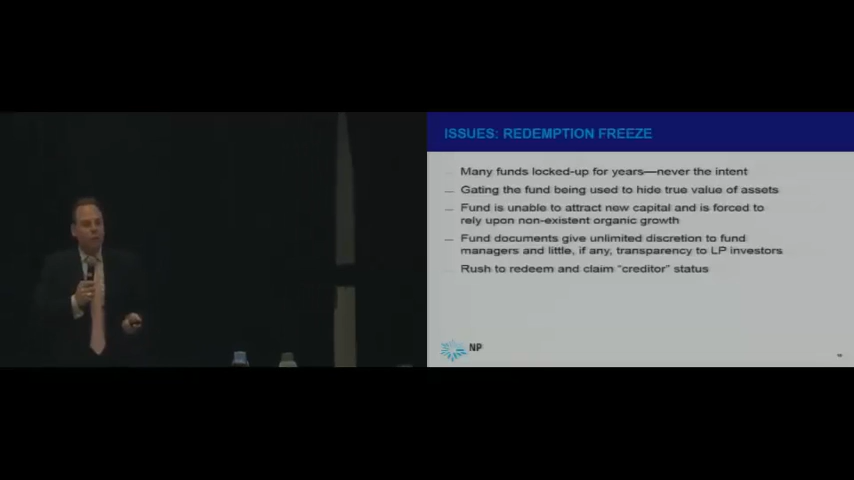 ISSUES: REDEMPTION FREEZE
Many funds locked-up for years—never the intent
— Gating the fund being used to hide true value of assets
— Fund is unable to attract new capital and is forced to
rely upon non-existent organic growth
— Fund documents give unlimited discretion to fund
managers and little, if any, transparency to LP investors
Rush to redeem and claim "creditor" status
NP